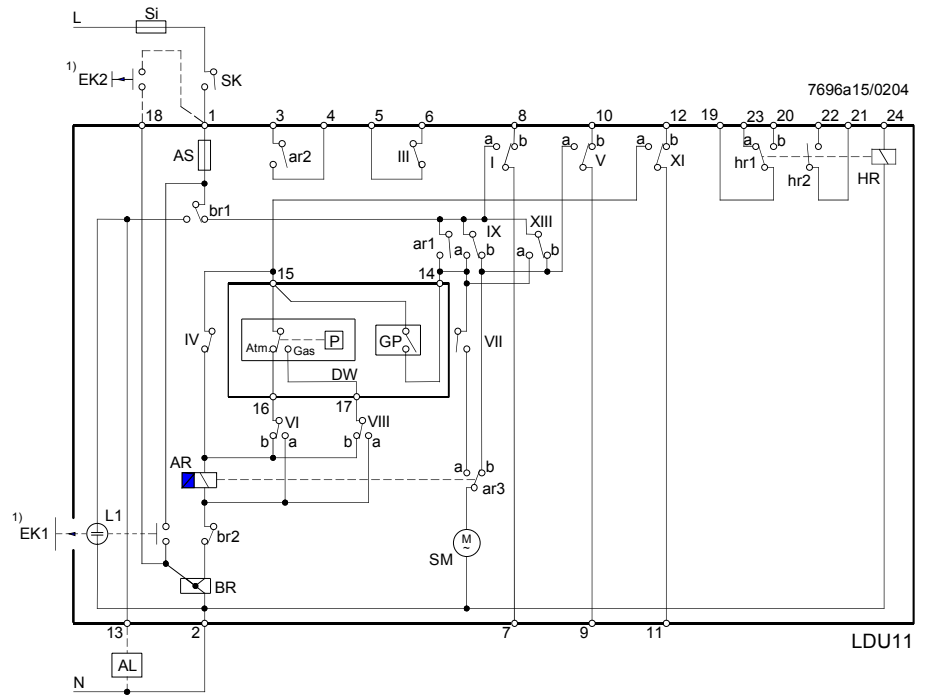 L
Si
1)
EK2
SK
7696a15/0204
18
1
3
4
5
6
8
10
12
19
23
20
22
21
24
AS
ar2
III
a
b
I
a
b
V
a
b
XI
a
b
hr1
hr2
HR
br1
ar1
IX
a
b
XIII
a
b
15
14
IV
Atm.
Gas
P
GP
VII
DW
16
17
VI
b
a
VIII
b
a
AR
a
b
ar3
1)
EK1
L1
br2
M
~
SM
BR
13
2
7
9
11
LDU11
AL
N